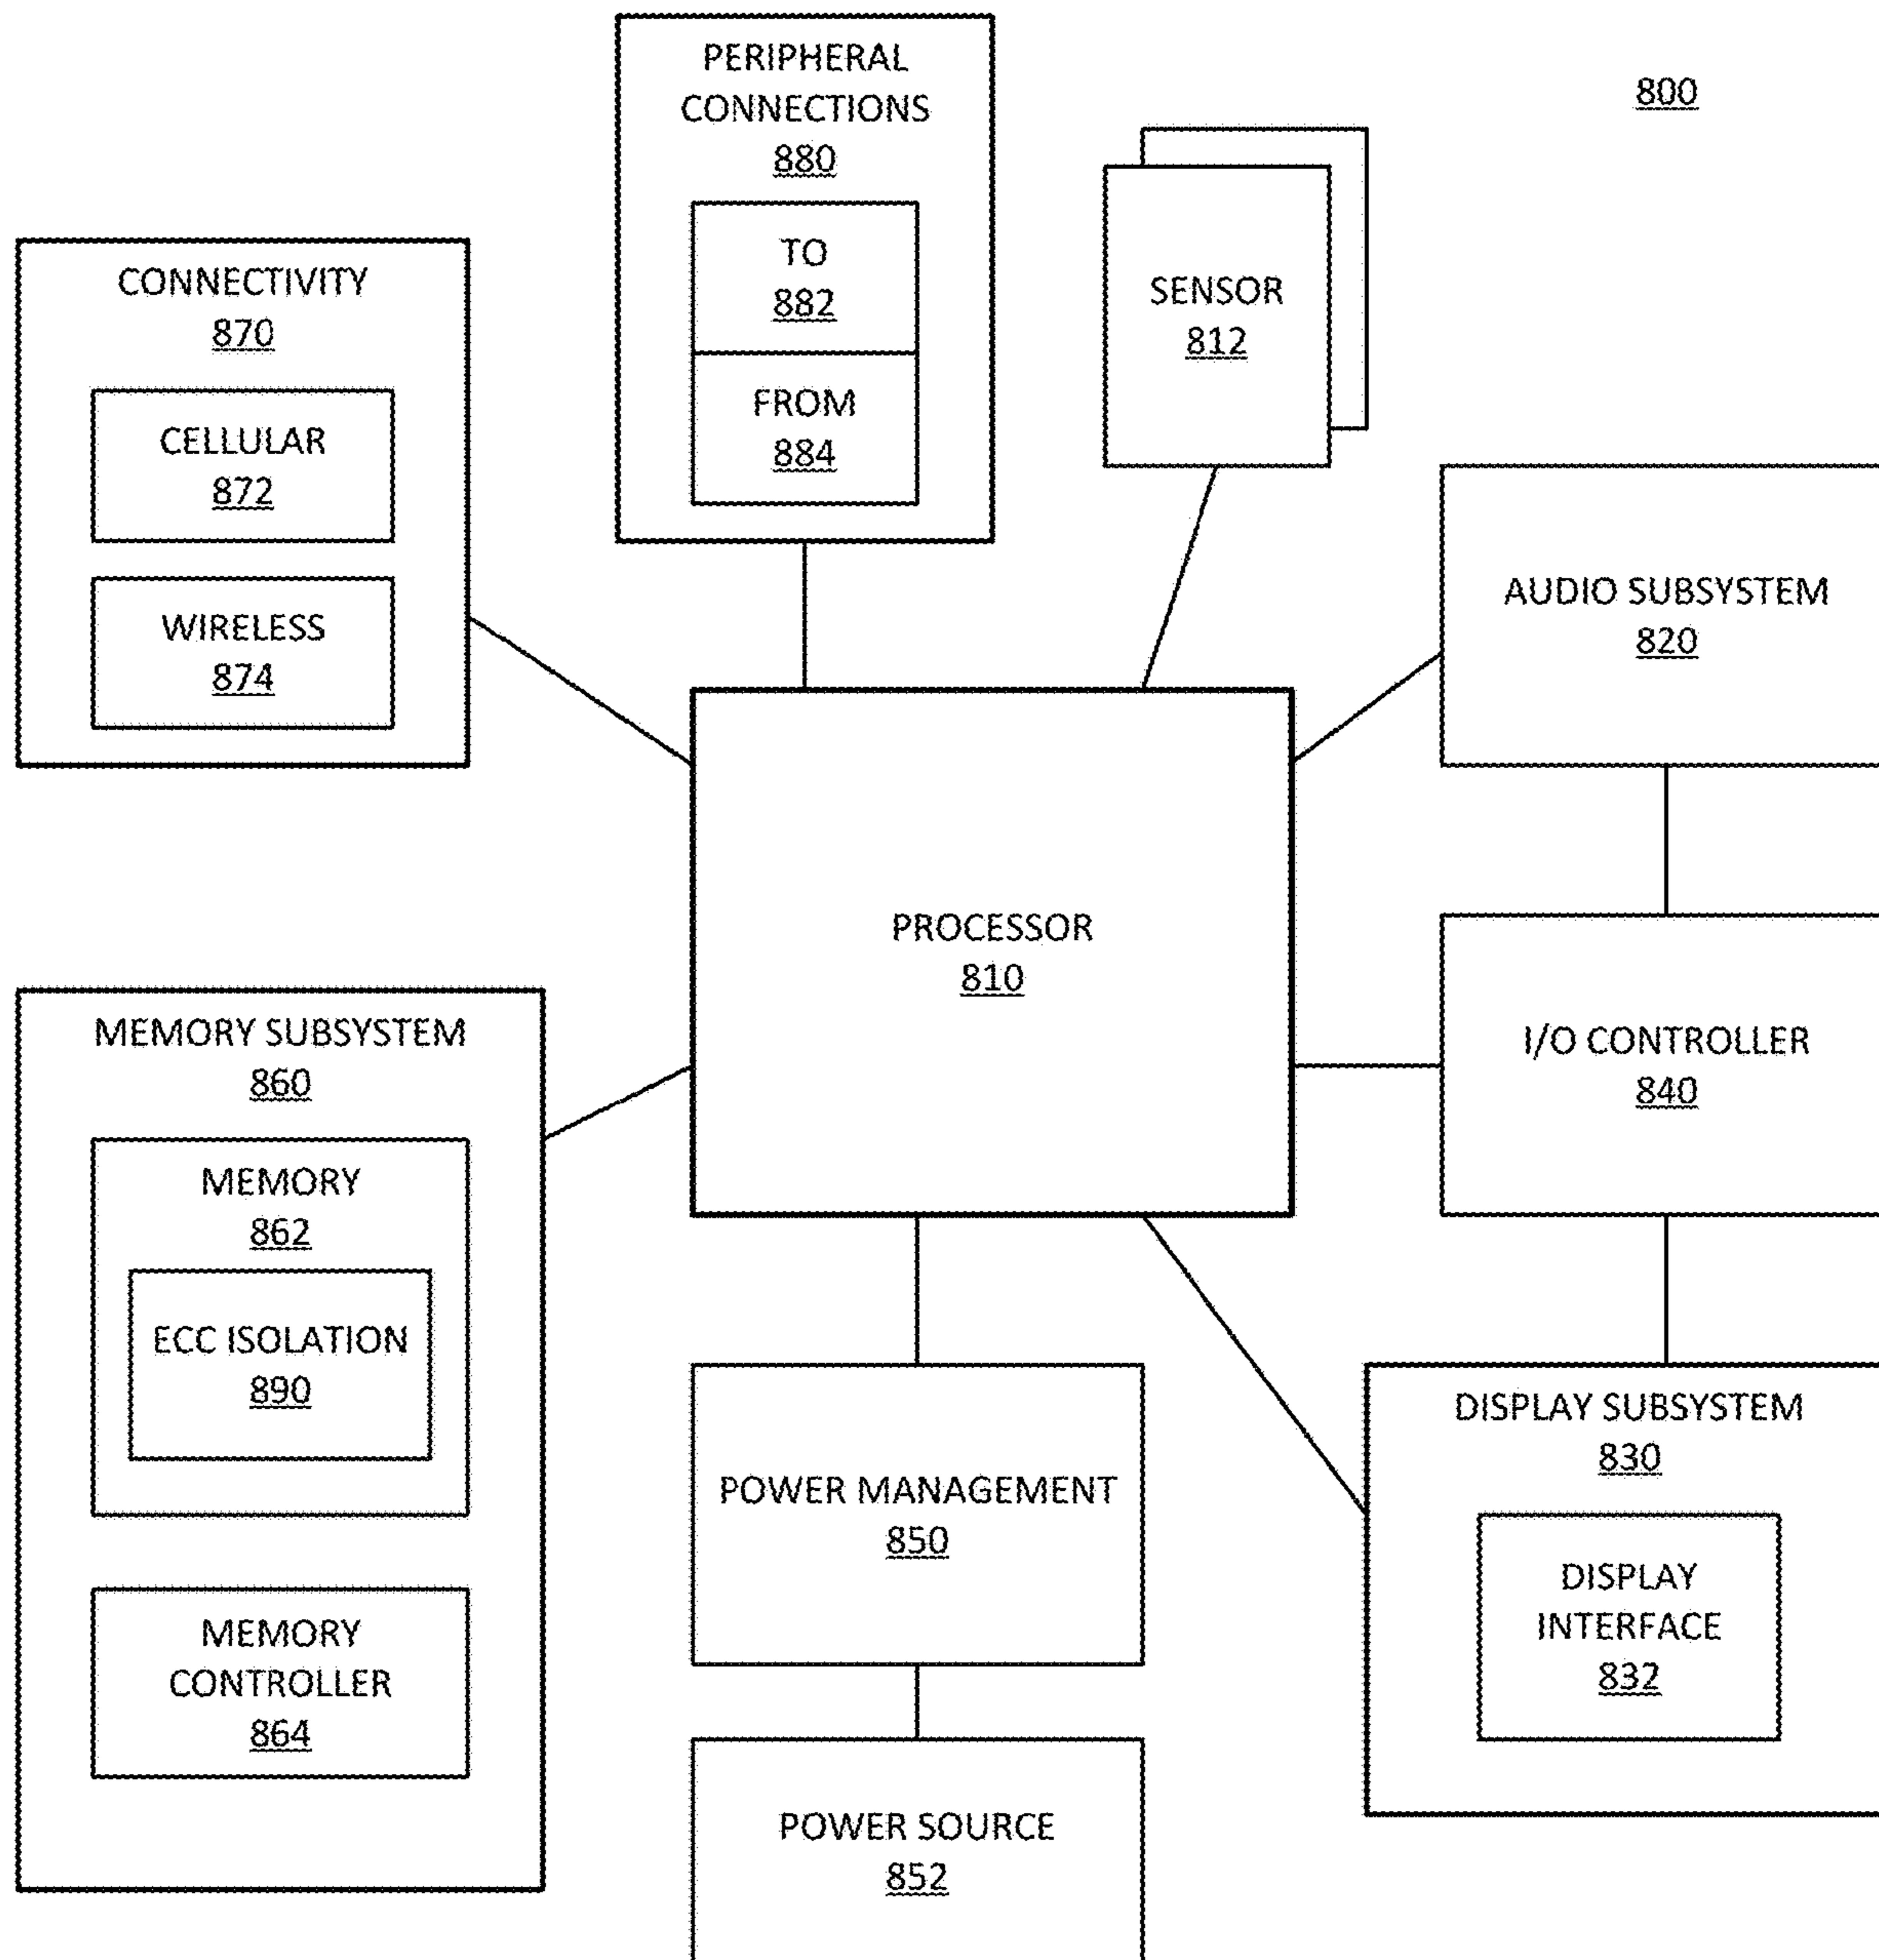 PERIPHERAL
CONNECTIONS
880
TO
882
FROM
884
800
SENSOR
812
CONNECTIVITY
870
CELLULAR
872
WIRELESS
874
AUDIO SUBSYSTEM
820
PROCESSOR
810
I/O CONTROLLER
840
MEMORY SUBSYSTEM
860
MEMORY
862
ECC ISOLATION
890
MEMORY
CONTROLLER
864
POWER MANAGEMENT
850
POWER SOURCE
852
DISPLAY SUBSYSTEM
830
DISPLAY
INTERFACE
832